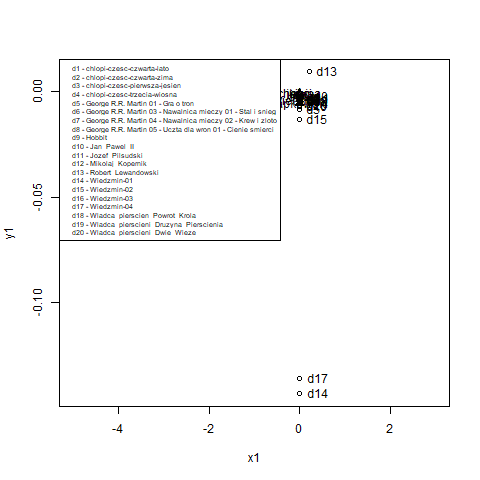 d1 - chlopi-czesc-czwarta-lato
d2 - chlopi-czesc-czwarta-zima
d3 - chlopi-czesc-pierwsza-jesien
d4 - chlopi-czesc-trzecia-wiosna
d5 - George R.R. Martin 01 - Gra o tron
d6 - George R.R. Martin 03 - Nawalnica mieczy 01 - Stal i snieg
d7 - George R.R. Martin 04 - Nawalnica mieczy 02 - Krew i zloto
d8 - George R.R. Martin 05 - Uczta dla wron 01 - Cienie smierci
d9 - Hobbit
d10 - Jan Pawel II
d11 - Jozef Pilsudski
d12 - Mikolaj Kopernik
d13 - Robert Lewandowski
d14 - Wiedzmin-01
d15 - Wiedzmin-02
d16 - Wiedzmin-03
d17 - Wiedzmin-04
d18 - Wladca pierscieni Powrot Krola
d19 - Wladca pierscieni Druzyna Pierscienia
d20 - Wladca pierscieni Dwie Wieze
d13
d15
d17
d14
0.00
-0.05
-0.10
y1
-4
-2
0
2
x1